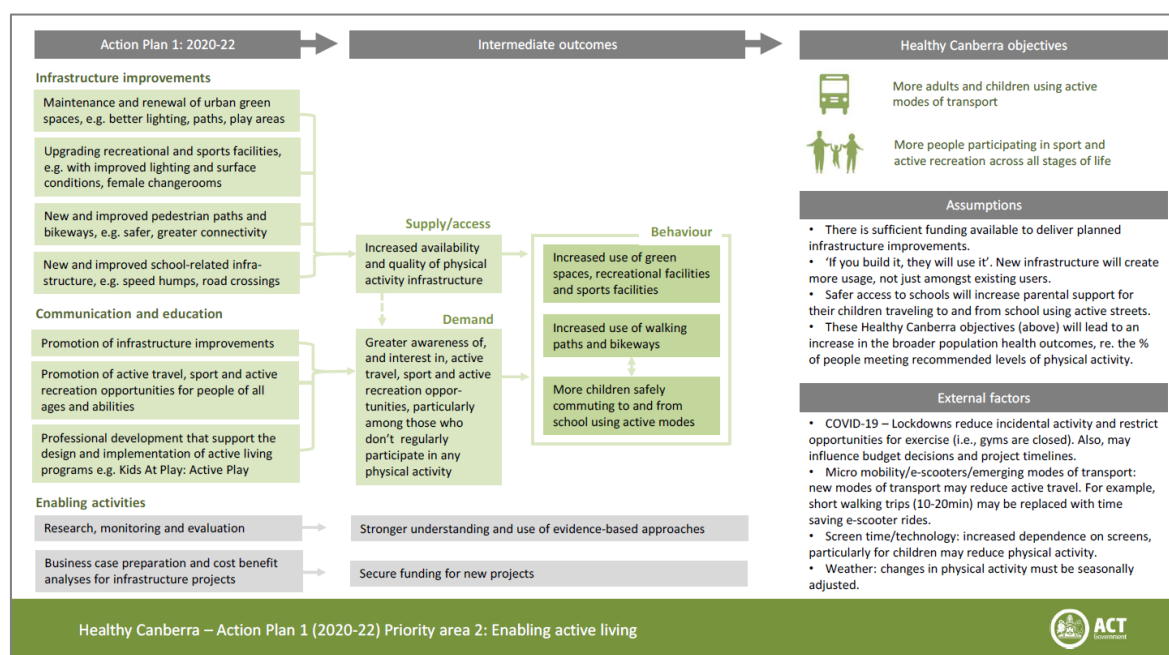 Action Plan 1: 2020-22
Intermediate outcomes
Healthy Canberra objectives
Infrastructure improvements
Maintenance and renewal of urban green
spaces, e.g. better lighting, paths, play areas
Upgrading recreational and sports facilities,
e.g. with improved lighting and surface
conditions, female changerooms
New and improved pedestrian paths and
bikeways, e.g. safer, greater connectivity
New and improved school-related infra-
structure, e.g. speed humps, road crossings
Communication and education
Promotion of infrastructure improvements
Promotion of active travel, sport and active
recreation opportunities for people of all
ages and abilities
Professional development that support the
design and implementation of active living
programs e.g. Kids At Play: Active Play
Enabling activities
Research, monitoring and evaluation
Business case preparation and cost benefit
analyses for infrastructure projects
Supply/access
Increased availability
and quality of physical
activity infrastructure
Demand
Greater awareness of,
and interest in, active
travel, sport and active
recreation oppor-
tunities, particularly
among those who
don't regularly
participate in any
physical activity
Behaviour
Increased use of green
spaces, recreational facilities
and sports facilities
Increased use of walking
paths and bikeways
More children safely
commuting to and from
school using active modes
Stronger understanding and use of evidence-based approaches
Secure funding for new projects
More adults and children using active
modes of transport
More people participating in sport and
active recreation across all stages of life
Assumptions
• There is sufficient funding available to deliver planned
infrastructure improvements.
• 'If you build it, they will use it'. New infrastructure will create
more usage, not just amongst existing users.
• Safer access to schools will increase parental support for
their children traveling to and from school using active streets.
• These Healthy Canberra objectives (above) will lead to an
increase in the broader population health outcomes, re. the %
of people meeting recommended levels of physical activity.
External factors
• COVID-19 – Lockdowns reduce incidental activity and restrict
opportunities for exercise (i.e., gyms are closed). Also, may
influence budget decisions and project timelines.
• Micro mobility/e-scooters/emerging modes of transport:
new modes of transport may reduce active travel. For example,
short walking trips (10-20min) may be replaced with time
saving e-scooter rides.
• Screen time/technology: increased dependence on screens,
particularly for children may reduce physical activity.
• Weather: changes in physical activity must be seasonally
adjusted.
Healthy Canberra – Action Plan 1 (2020-22) Priority area 2: Enabling active living
ACT
Government